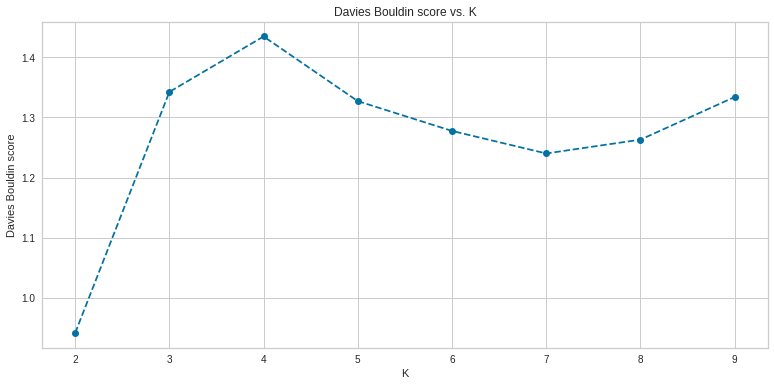 Davies Bouldin score vs. K
Davies Bouldin score
1.4
1.3
1.2
1.1
1.0
2 3 4 5 6 7 8 9
K